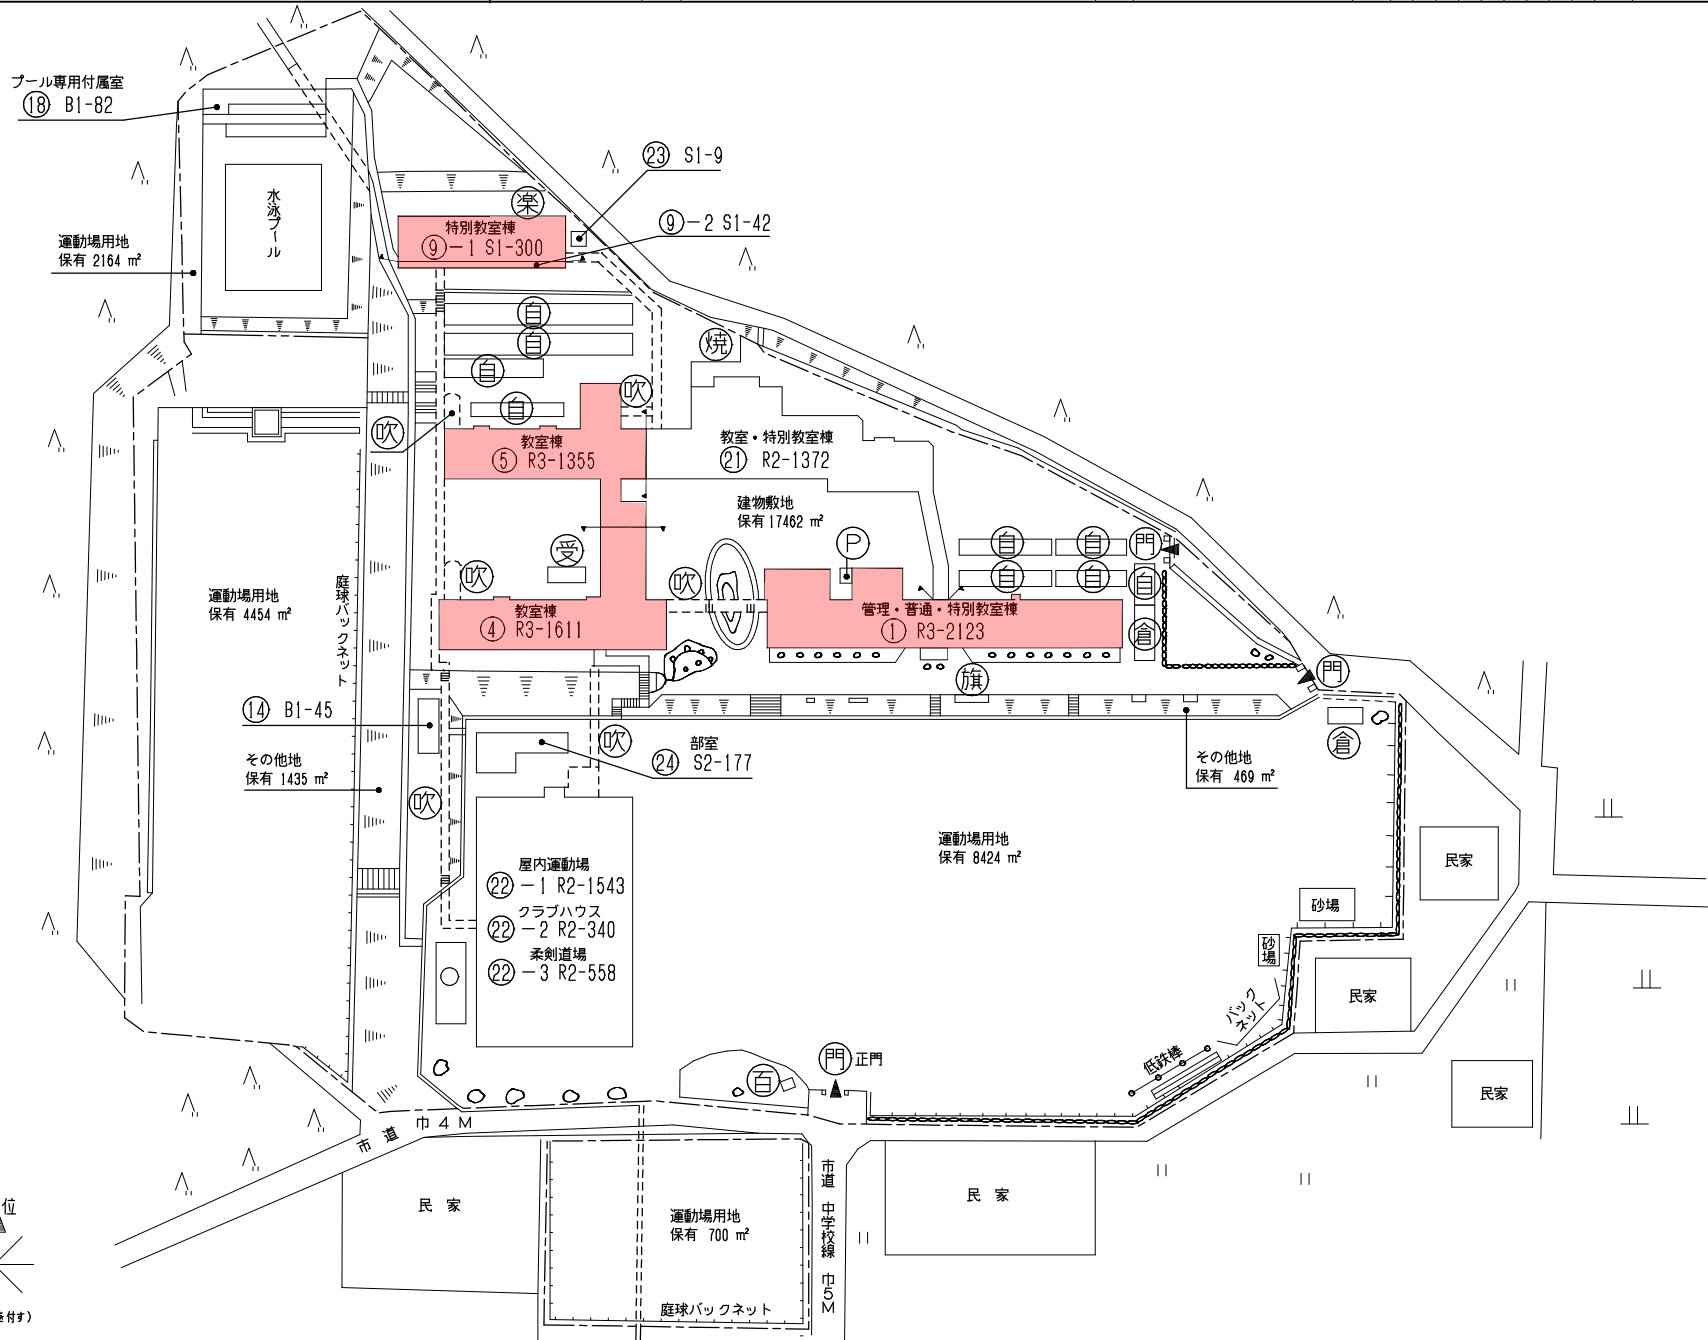 プール専用付属室
⑱ B1-82
水泳プール
運動場用地
保有 2164 ㎡
㉓ S1-9
楽
特別教室棟
⑨-1 S1-300
⑨-2 S1-42
自
自
自
自
焼
吹
吹
教室棟
⑤ R3-1355
教室・特別教室棟
㉑ R2-1372
建物敷地
保有 17462 ㎡
P
受
吹
吹
自
自
自
自
門
自
倉
運動場用地
保有 4454 ㎡
庭球バックネット
教室棟
④ R3-1611
管理・普通・特別教室棟
① R3-2123
旗
門
倉
⑭ B1-45
吹
部室
㉔ S2-177
その他地
保有 1435 ㎡
吹
その他地
保有 469 ㎡
運動場用地
保有 8424 ㎡
屋内運動場
㉒-1 R2-1543
クラブハウス
㉒-2 R2-340
柔剣道場
㉒-3 R2-558
民家
砂場
砂場
民家
バックネット
低鉄棒
民家
百
門 正門
市道 巾4M
市道 中学校線 巾5M
民家
運動場用地
保有 700 ㎡
庭球バックネット
民家
位
を付す)